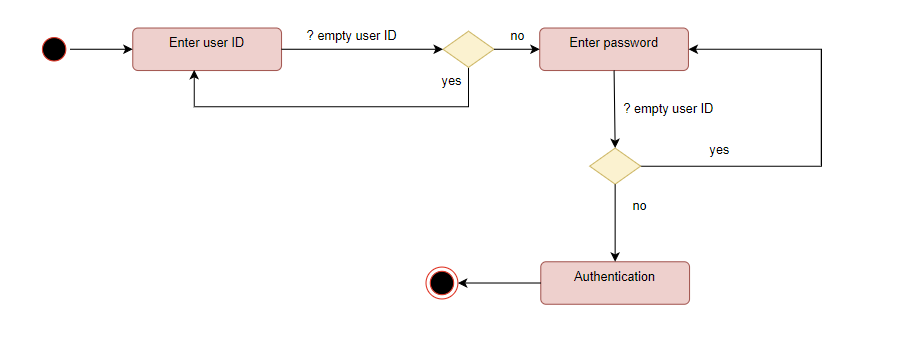 Enter user ID
? empty user ID
no
Enter password
yes
? empty user ID
yes
no
Authentication